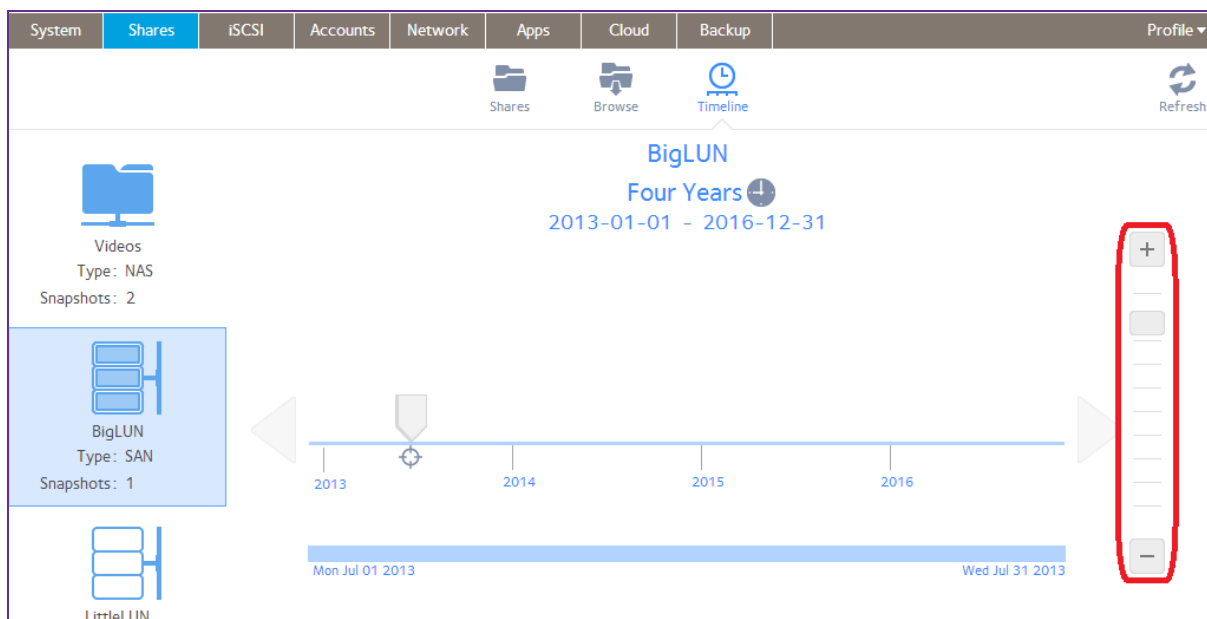 System Shares iSCSI Accounts Network Apps Cloud Backup Profile
Shares Browse Timeline Refresh
BigLUN
Four Years
2013-01-01 - 2016-12-31
Videos
Type: NAS
Snapshots: 2
BigLUN
Type: SAN
Snapshots: 1
LittleLUN
+
2013 2014 2015 2016
Mon Jul 01 2013 Wed Jul 31 2013
−